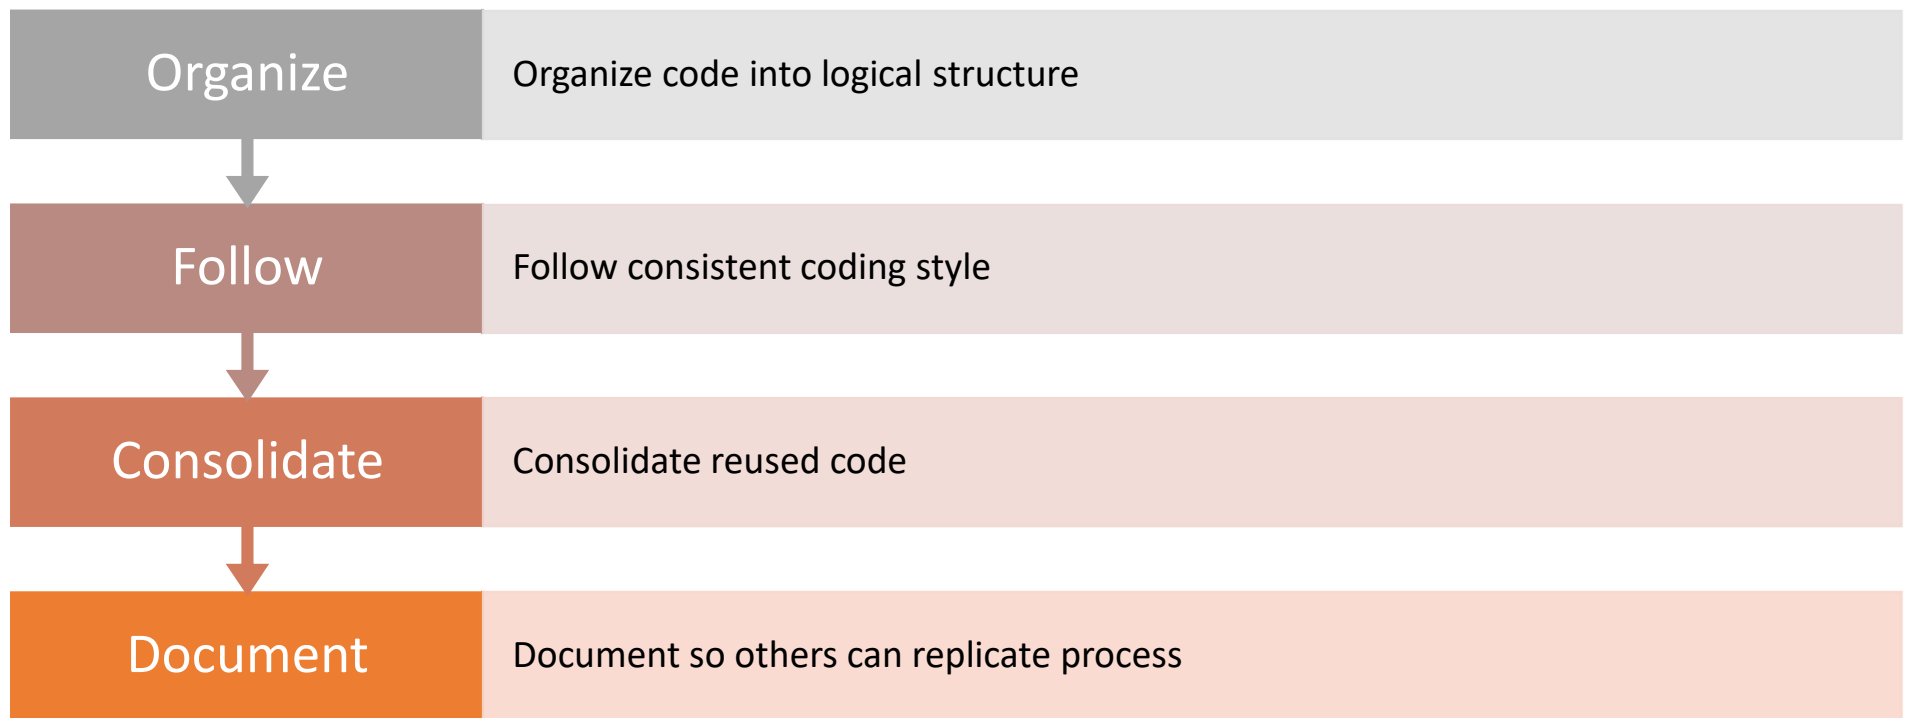 Organize
Organize code into logical structure
Follow
Follow consistent coding style
Consolidate
Consolidate reused code
Document
Document so others can replicate process